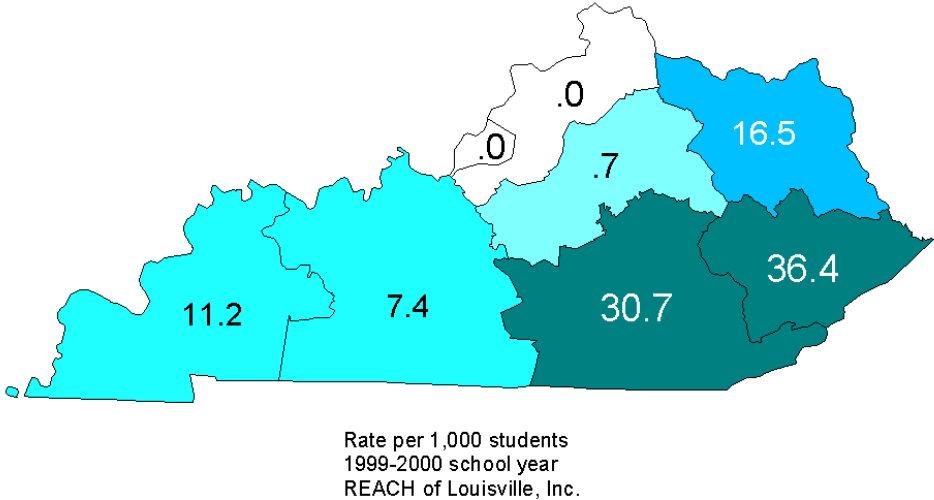 .0
.0
16.5
.7
36.4
30.7
7.4
11.2
Rate per 1,000 students
1999-2000 school year
REACH of Louisville, Inc.